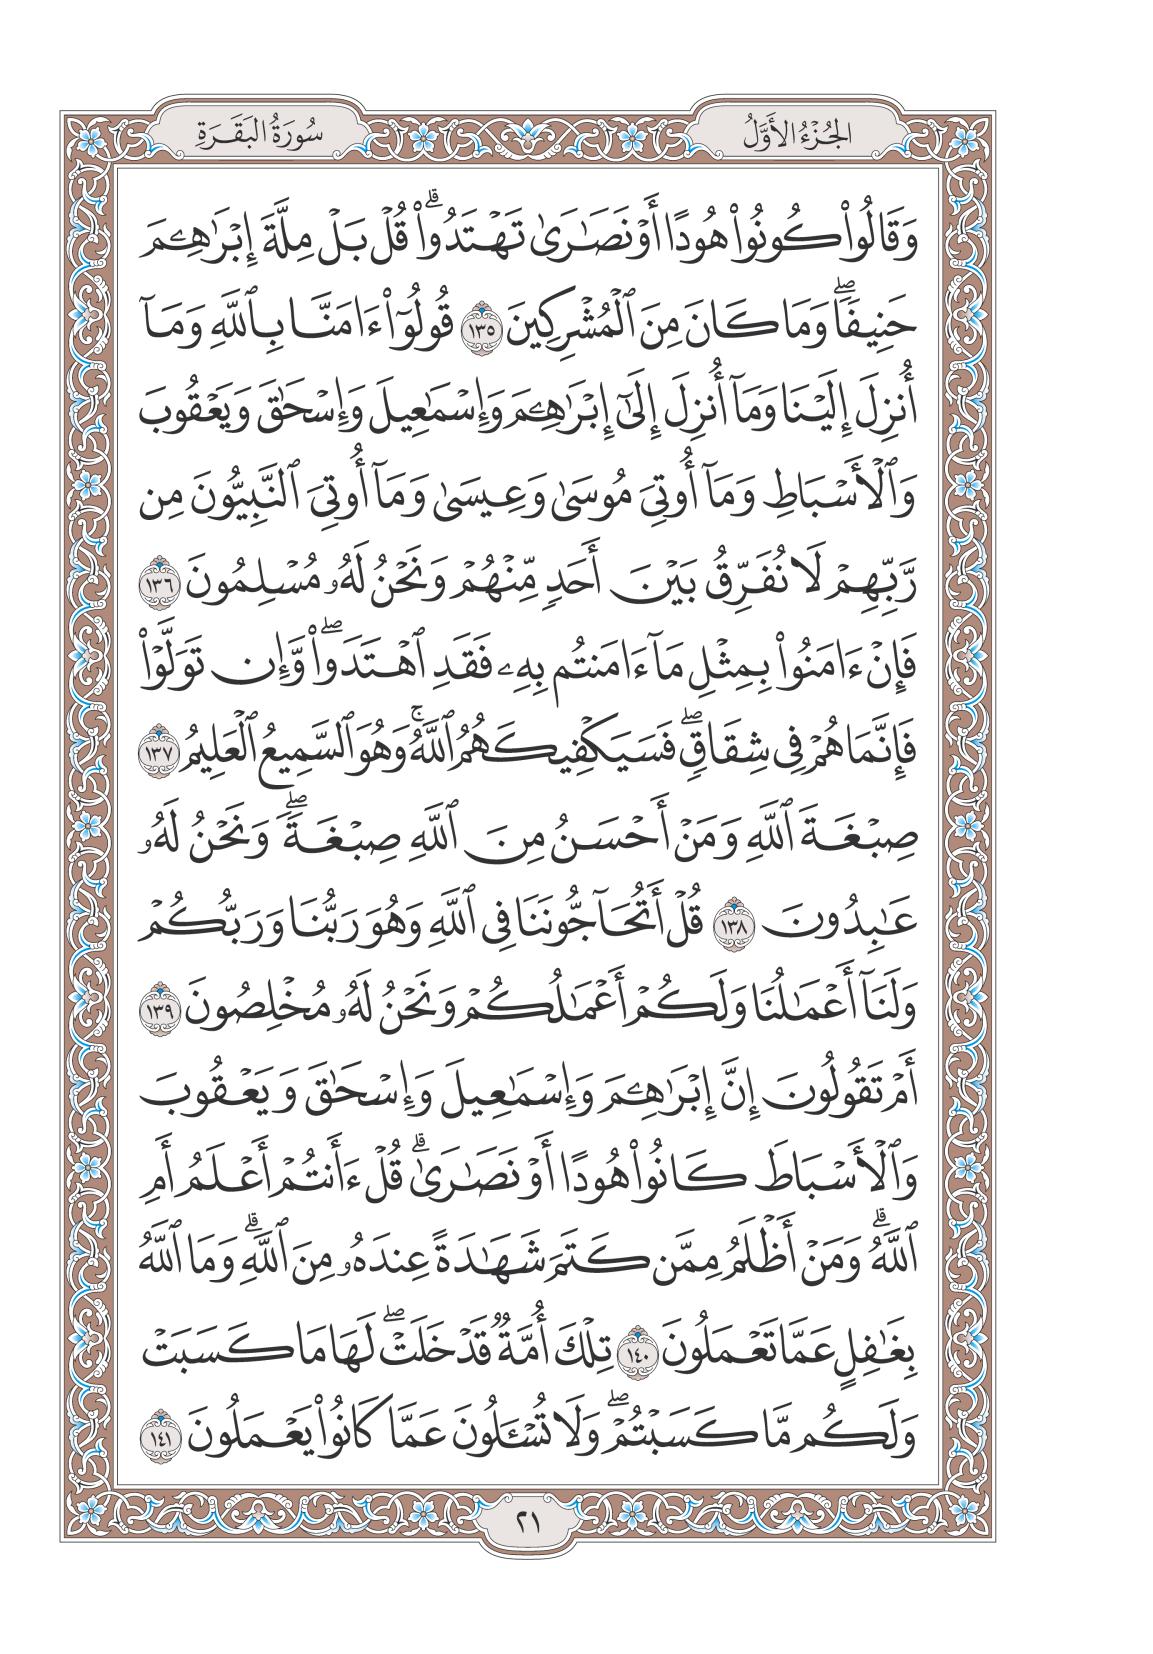 الجُزْءُ الأَوَّلُ
سُورَةُ البَقَرَةِ
وَقَالُواْ كُونُواْ هُودًا أَوْ نَصَٰرَىٰ تَهْتَدُواْۗ قُلْ بَلْ مِلَّةَ إِبْرَٰهِـۧمَ
حَنِيفٗاۖ وَمَا كَانَ مِنَ ٱلْمُشْرِكِينَ ١٣٥ قُولُوٓاْ ءَامَنَّا بِٱللَّهِ وَمَآ
أُنزِلَ إِلَيْنَا وَمَآ أُنزِلَ إِلَىٰٓ إِبْرَٰهِـۧمَ وَإِسْمَٰعِيلَ وَإِسْحَٰقَ وَيَعْقُوبَ
وَٱلْأَسْبَاطِ وَمَآ أُوتِيَ مُوسَىٰ وَعِيسَىٰ وَمَآ أُوتِيَ ٱلنَّبِيُّونَ مِن
رَّبِّهِمْ لَا نُفَرِّقُ بَيْنَ أَحَدٖ مِّنْهُمْ وَنَحْنُ لَهُۥ مُسْلِمُونَ ١٣٦
فَإِنْ ءَامَنُواْ بِمِثْلِ مَآ ءَامَنتُم بِهِۦ فَقَدِ ٱهْتَدَواْۖ وَّإِن تَوَلَّوْاْ
فَإِنَّمَا هُمْ فِي شِقَاقٖۖ فَسَيَكْفِيكَهُمُ ٱللَّهُۚ وَهُوَ ٱلسَّمِيعُ ٱلْعَلِيمُ ١٣٧
صِبْغَةَ ٱللَّهِ وَمَنْ أَحْسَنُ مِنَ ٱللَّهِ صِبْغَةٗۖ وَنَحْنُ لَهُۥ
عَٰبِدُونَ ١٣٨ قُلْ أَتُحَآجُّونَنَا فِي ٱللَّهِ وَهُوَ رَبُّنَا وَرَبُّكُمْ
وَلَنَآ أَعْمَٰلُنَا وَلَكُمْ أَعْمَٰلُكُمْ وَنَحْنُ لَهُۥ مُخْلِصُونَ ١٣٩
أَمْ تَقُولُونَ إِنَّ إِبْرَٰهِـۧمَ وَإِسْمَٰعِيلَ وَإِسْحَٰقَ وَيَعْقُوبَ
وَٱلْأَسْبَاطَ كَانُواْ هُودًا أَوْ نَصَٰرَىٰۗ قُلْ ءَأَنتُمْ أَعْلَمُ أَمِ
ٱللَّهُۗ وَمَنْ أَظْلَمُ مِمَّن كَتَمَ شَهَٰدَةً عِندَهُۥ مِنَ ٱللَّهِۗ وَمَا ٱللَّهُ
بِغَٰفِلٍ عَمَّا تَعْمَلُونَ ١٤٠ تِلْكَ أُمَّةٞ قَدْ خَلَتْۖ لَهَا مَا كَسَبَتْ
وَلَكُم مَّا كَسَبْتُمْۖ وَلَا تُسْـَٔلُونَ عَمَّا كَانُواْ يَعْمَلُونَ ١٤١
٢١